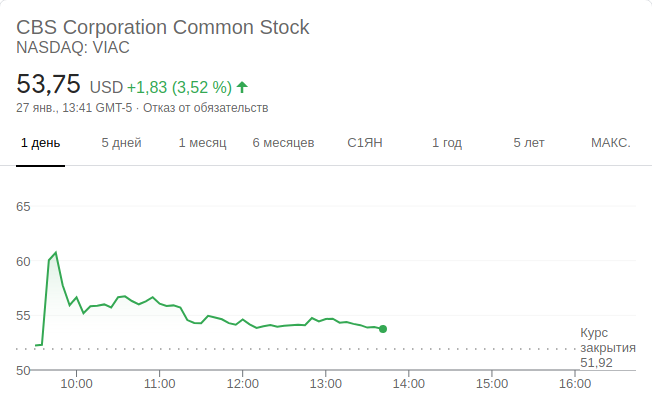 CBS Corporation Common Stock
NASDAQ: VIAC
53,75 USD +1,83 (3,52 %)
27 янв., 13:41 GMT-5 · Отказ от обязательств
1 день 5 дней 1 месяц 6 месяцев С1ЯН 1 год 5 лет МАКС.
65
60
55
Курс
закрытия
51,92
50
10:00 11:00 12:00 13:00 14:00 15:00 16:00